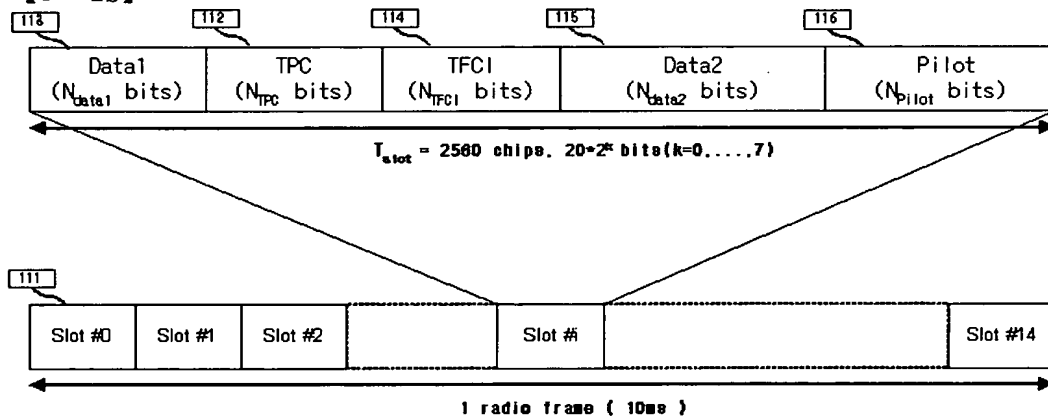 113 112 114 115 116
Data1 TPC TFCI Data2 Pilot
(N_data1 bits) (N_TPC bits) (N_TFCI bits) (N_data2 bits) (N_Pilot bits)
T_slot = 2560 chips, 20*2^k bits(k=0,....,7)
111
Slot #0 Slot #1 Slot #2 Slot #i Slot #14
1 radio frame ( 10ms )